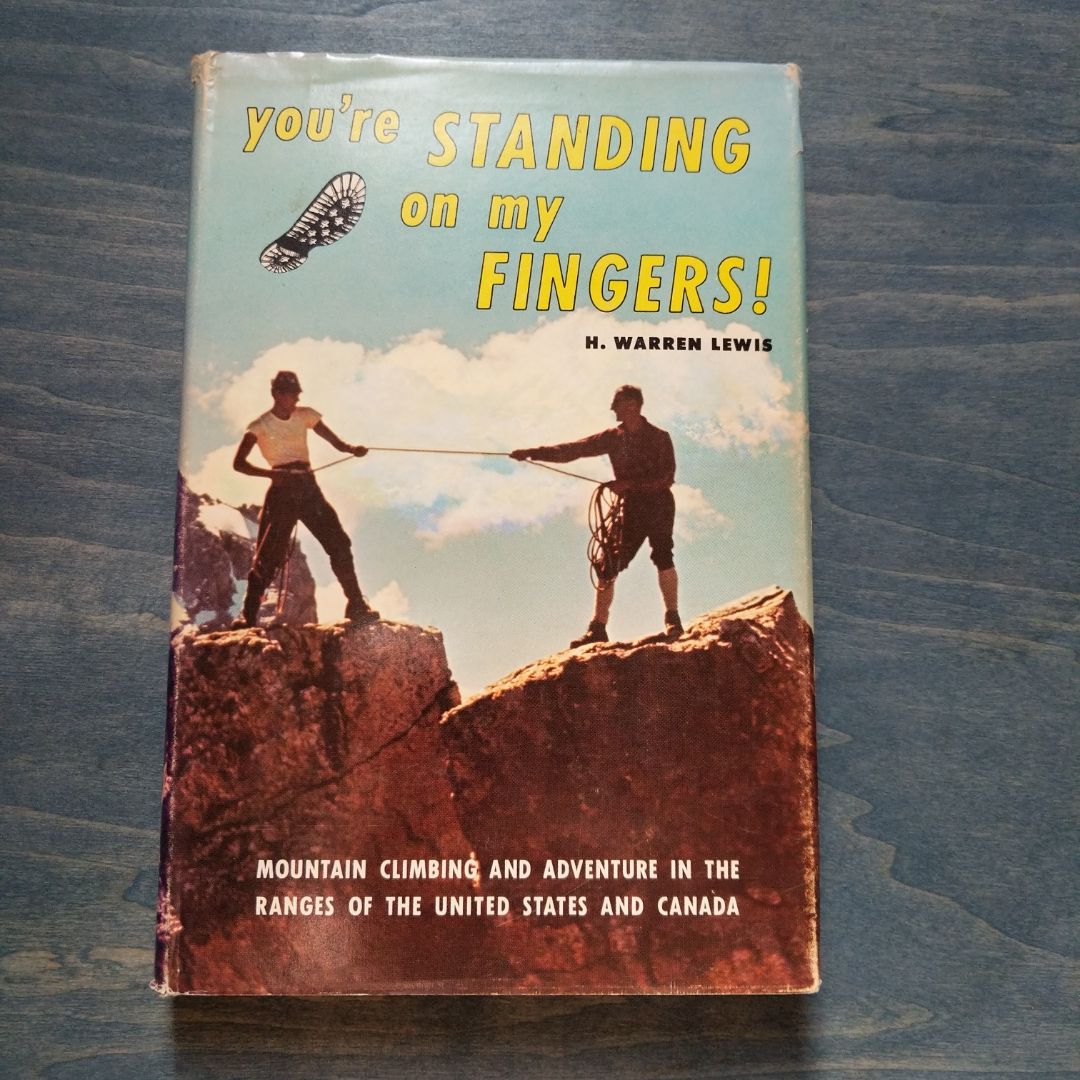 you're STANDING
on my
FINGERS!
H. WARREN LEWIS
MOUNTAIN CLIMBING AND ADVENTURE IN THE
RANGES OF THE UNITED STATES AND CANADA